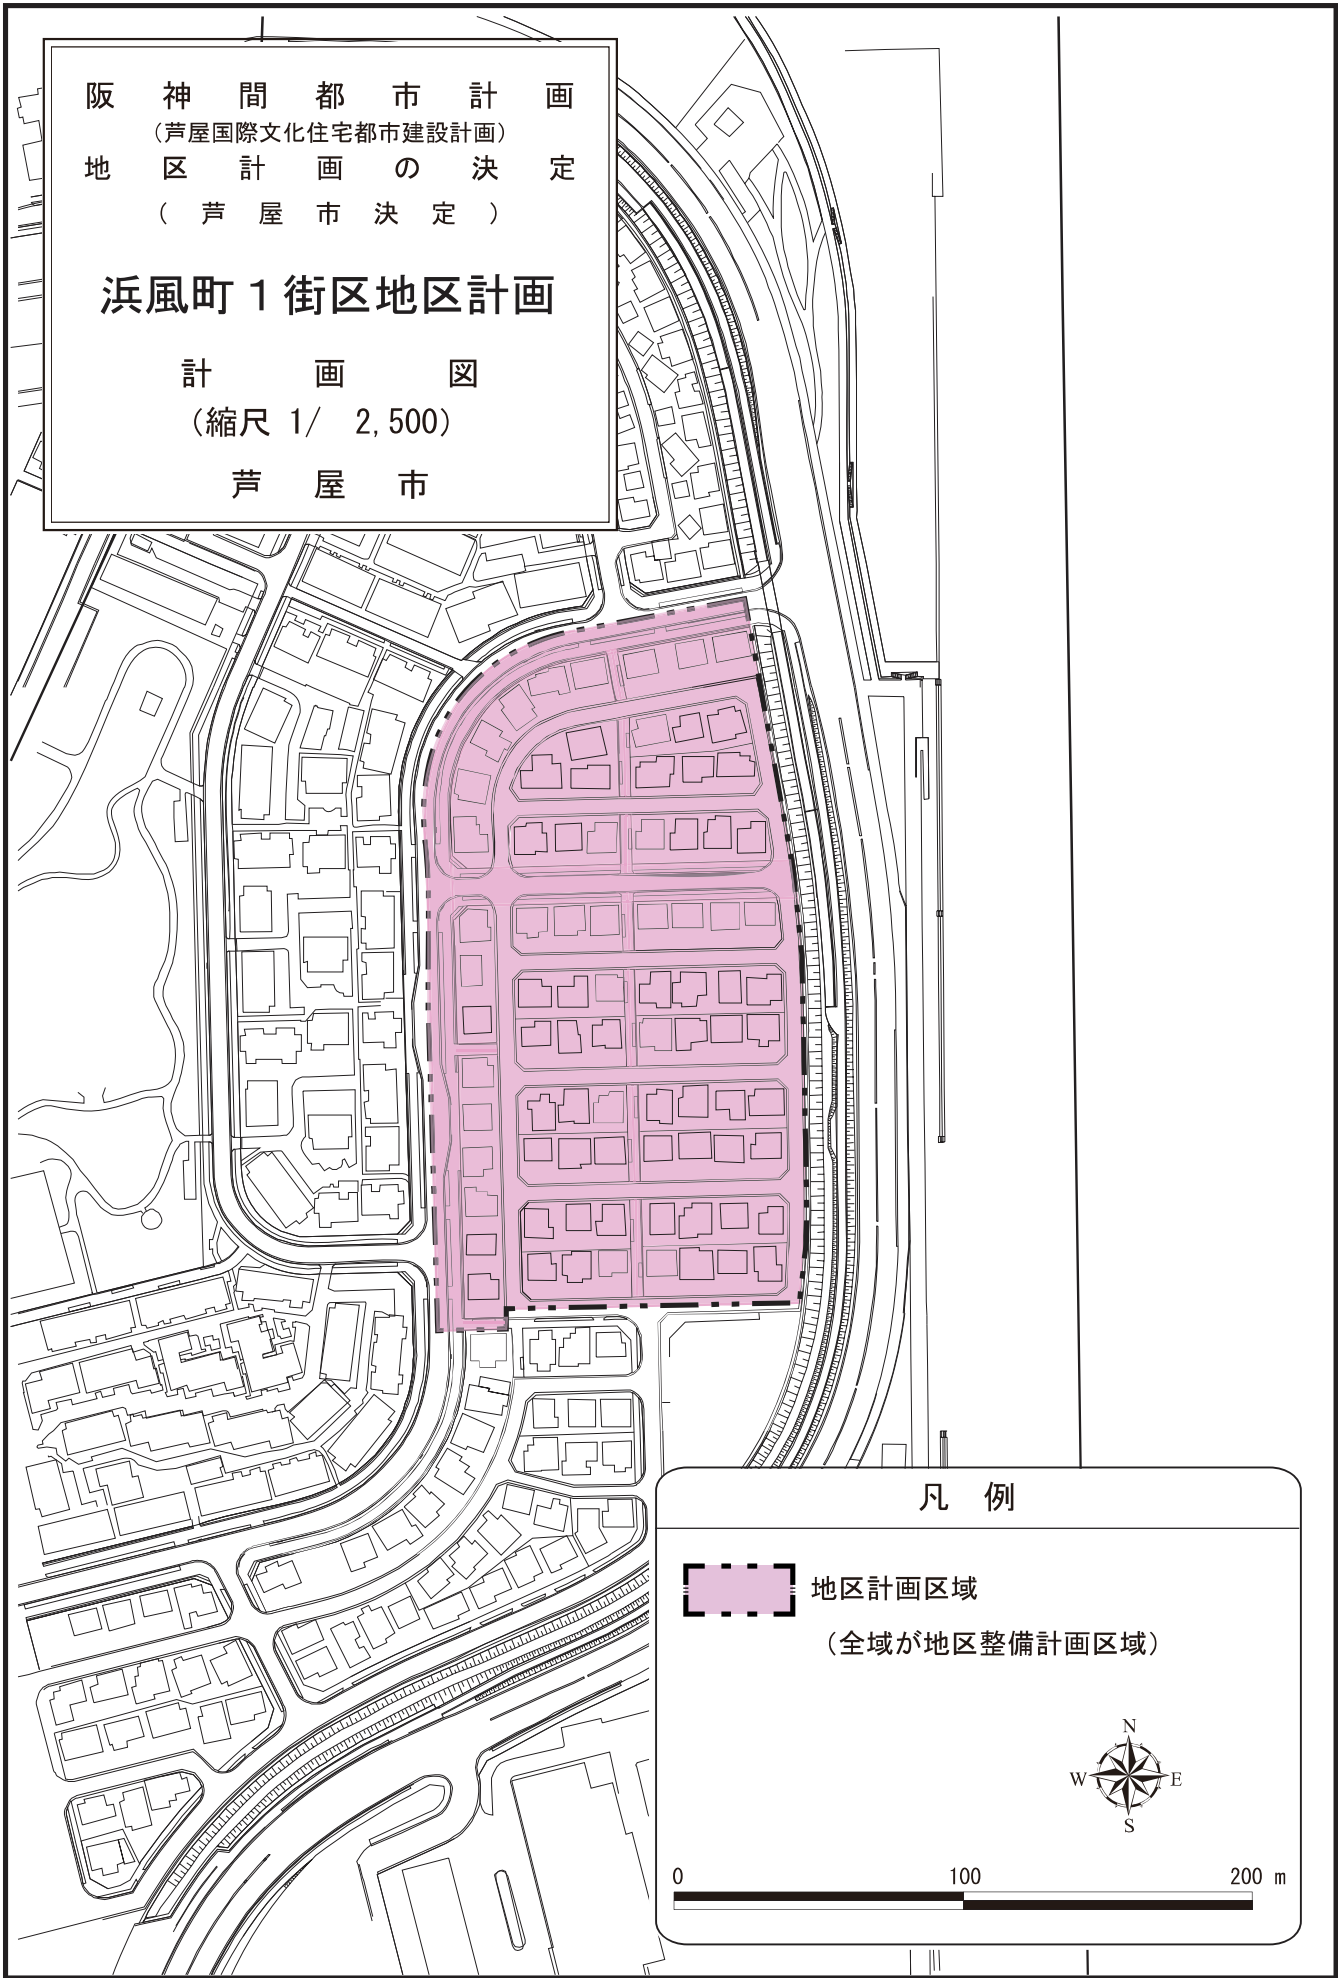 阪神間都市計画
（芦屋国際文化住宅都市建設計画）
地区計画の決定
（芦屋市決定）
浜風町１街区地区計画
計画図
（縮尺 1/ 2,500）
芦屋市
凡例
地区計画区域
（全域が地区整備計画区域）
N
W E
S
0 100 200 m